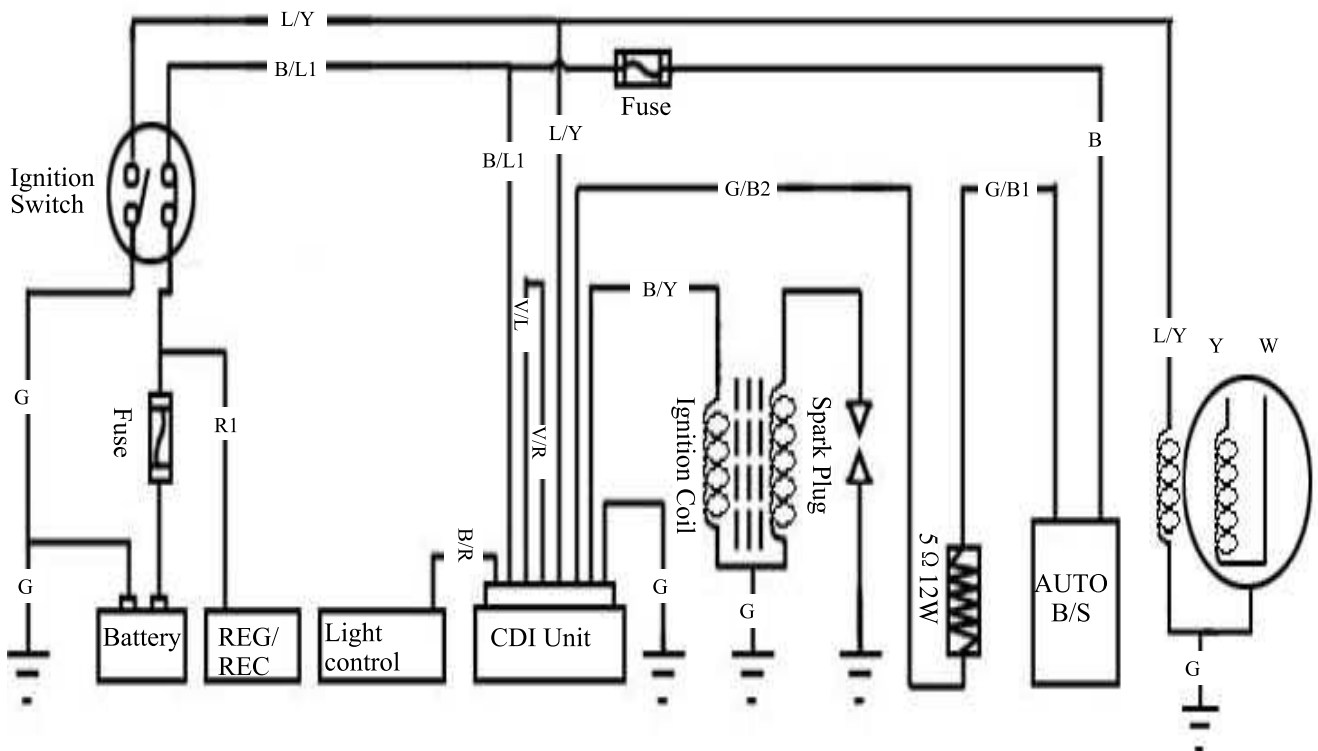 L/Y
B/L1
Fuse
L/Y
B
B/L1
Ignition
Switch
G/B2
G/B1
B/Y
V/L
L/Y
Y
W
G
Fuse
R1
V/R
Ignition Coil
Spark Plug
B/R
5 Ω 12W
G
G
G
AUTO
B/S
Battery
REG/
REC
Light
control
CDI Unit
G